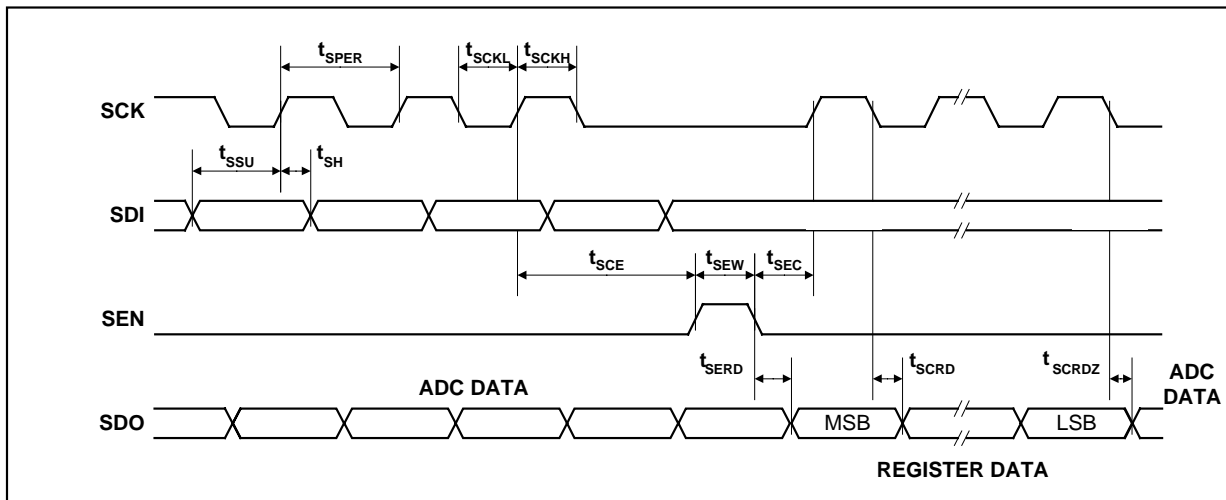 tSPER
tSCKL
tSCKH
SCK
tSSU
tSH
SDI
tSCE
tSEW
tSEC
SEN
tSERD
tSCRD
tSCRDZ
ADC DATA
ADC
DATA
SDO
MSB
LSB
REGISTER DATA